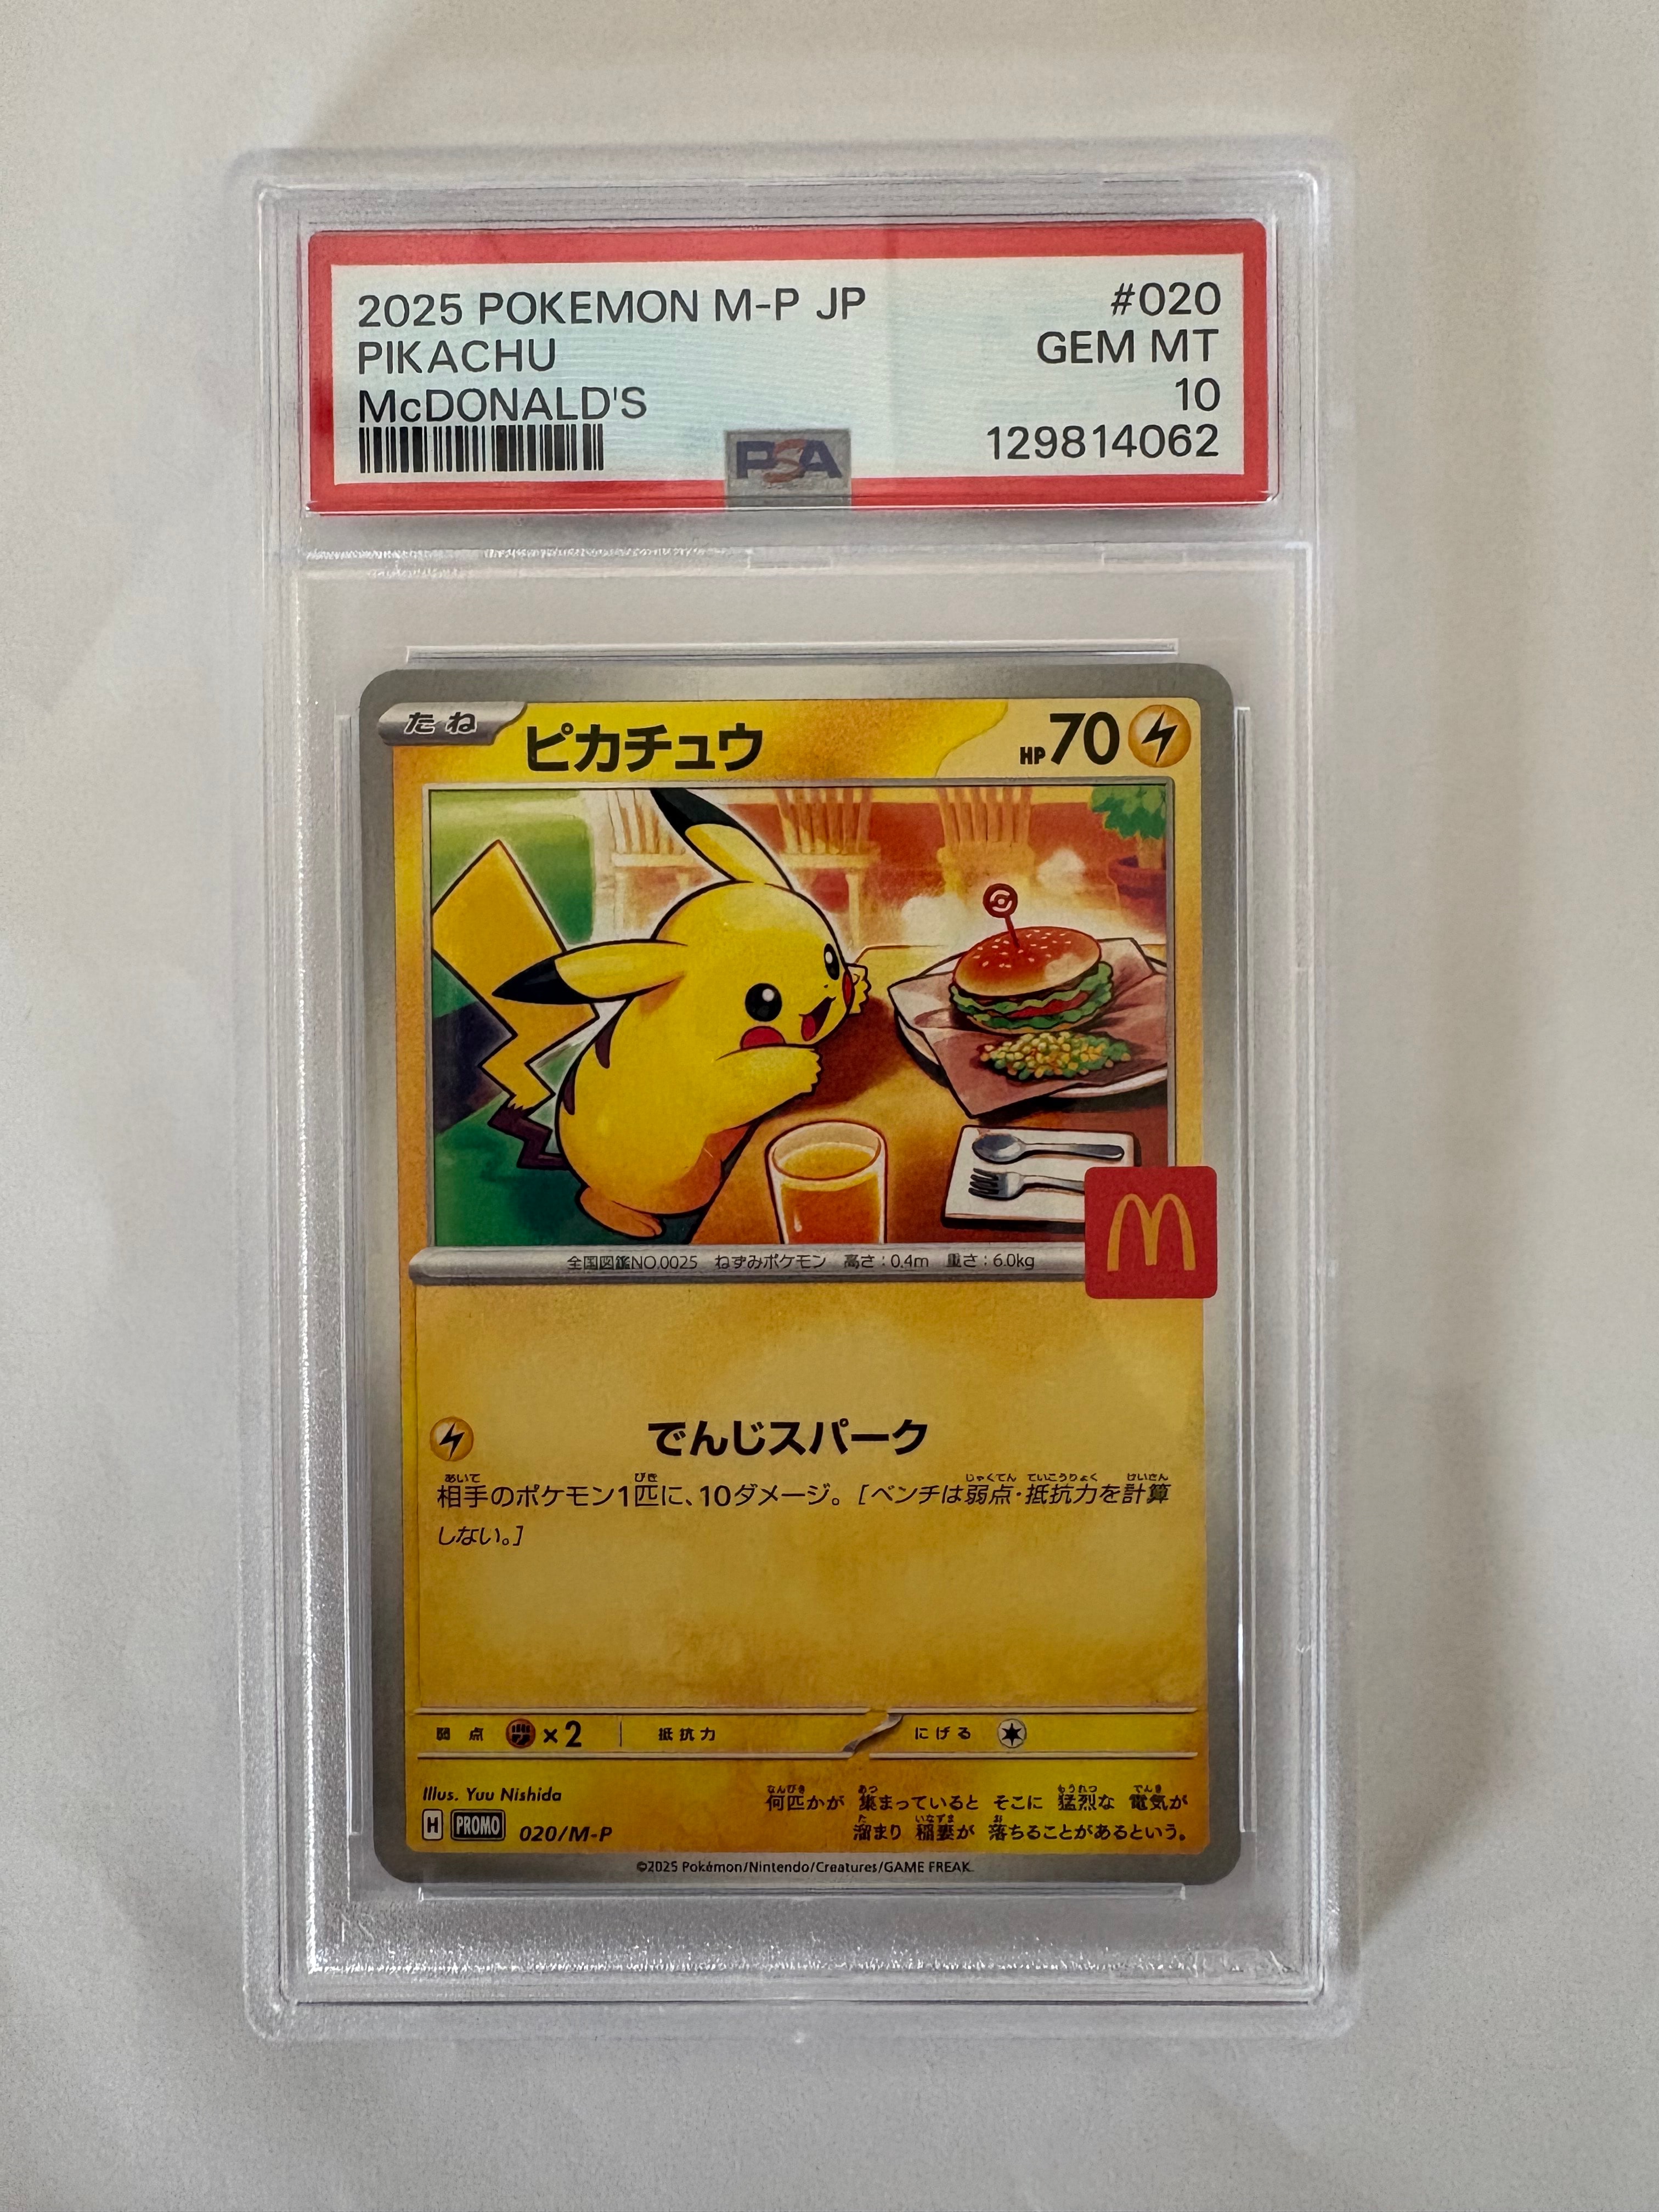 2025 POKEMON M-P JP #020
PIKACHU GEM MT
McDONALD'S 10
129814062
PSA
たね ピカチュウ HP70
M
全国図鑑NO.0025 ねずみポケモン 高さ:0.4m 重さ:6.0kg
でんじスパーク
相手のポケモン1匹に、10ダメージ。[ベンチは弱点・抵抗力を計算
しない。]
弱点 ×2 抵抗力 にげる
Illus. Yuu Nishida
何匹かが 集まっていると そこに 猛烈な 電気が
溜まり 稲妻が 落ちることがあるという。
H PROMO 020/M-P
©2025 Pokémon/Nintendo/Creatures/GAME FREAK.